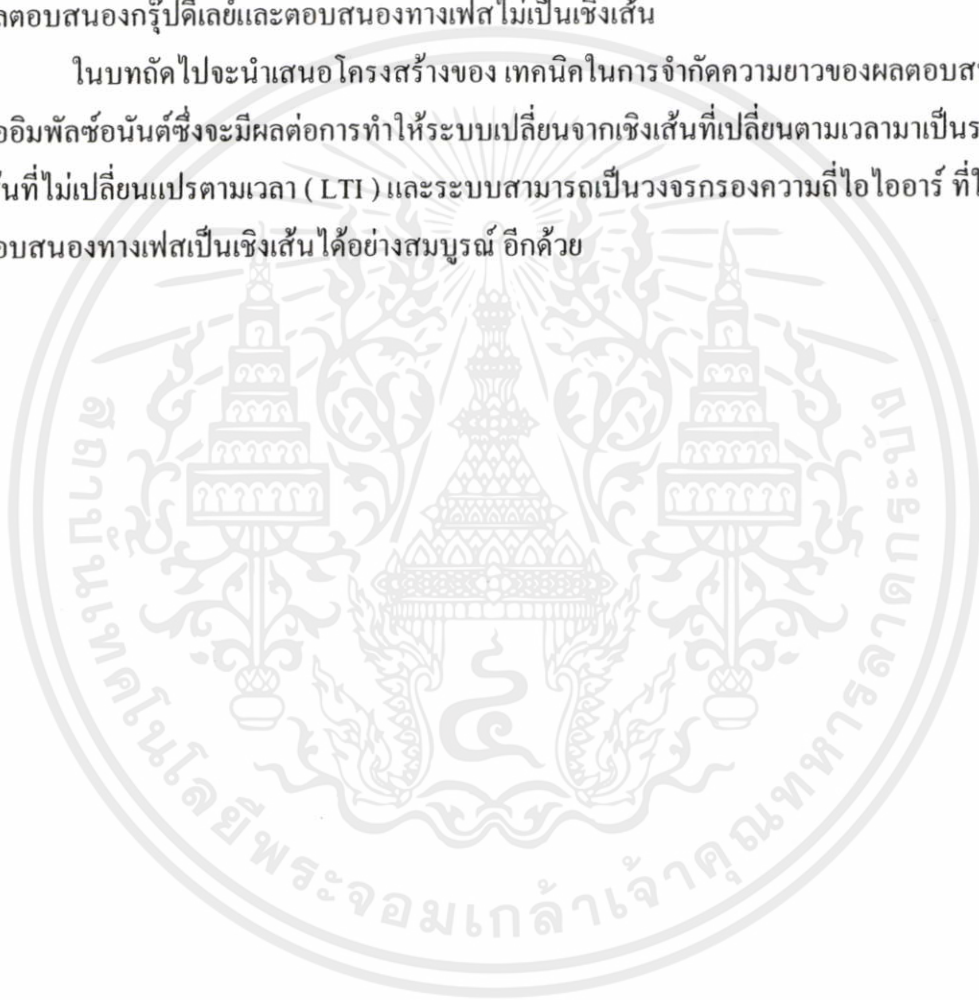 ลตอบสนองกรุ๊ปดีเลย์และตอบสนองทางเฟสไม่เป็นเชิงเส้น
ในบทถัดไปจะนำเสนอโครงสร้างของ เทคนิคในการจำกัดความยาวของผลตอบส
ออิมพัลซ์อนันต์ซึ่งจะมีผลต่อการทำให้ระบบเปลี่ยนจากเชิงเส้นที่เปลี่ยนตามเวลามาเป็นร
้นที่ไม่เปลี่ยนแปรตามเวลา ( LTI ) และระบบสามารถเป็นวงจรกรองความถี่ไอไออาร์ ที่ใ
อบสนองทางเฟสเป็นเชิงเส้นได้อย่างสมบูรณ์ อีกด้วย
สถาบันเทคโนโลยีพระจอมเกล้าเจ้าคุณทหารลาดกระบัง